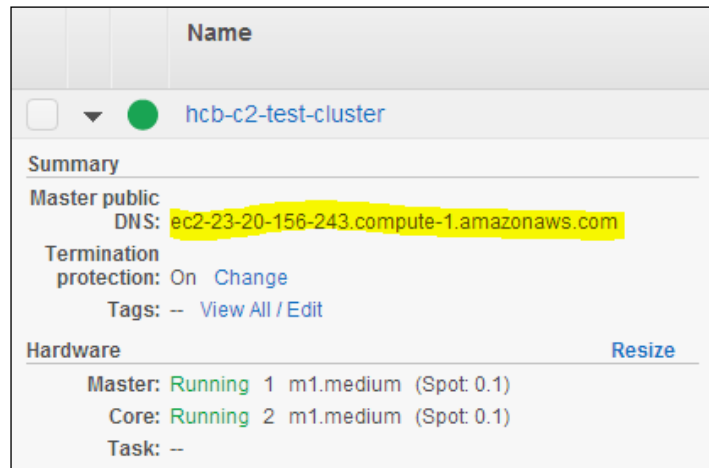 Name
hcb-c2-test-cluster
Summary
Master public
DNS: ec2-23-20-156-243.compute-1.amazonaws.com
Termination
protection: On Change
Tags: -- View All / Edit
Hardware Resize
Master: Running 1 m1.medium (Spot: 0.1)
Core: Running 2 m1.medium (Spot: 0.1)
Task: --